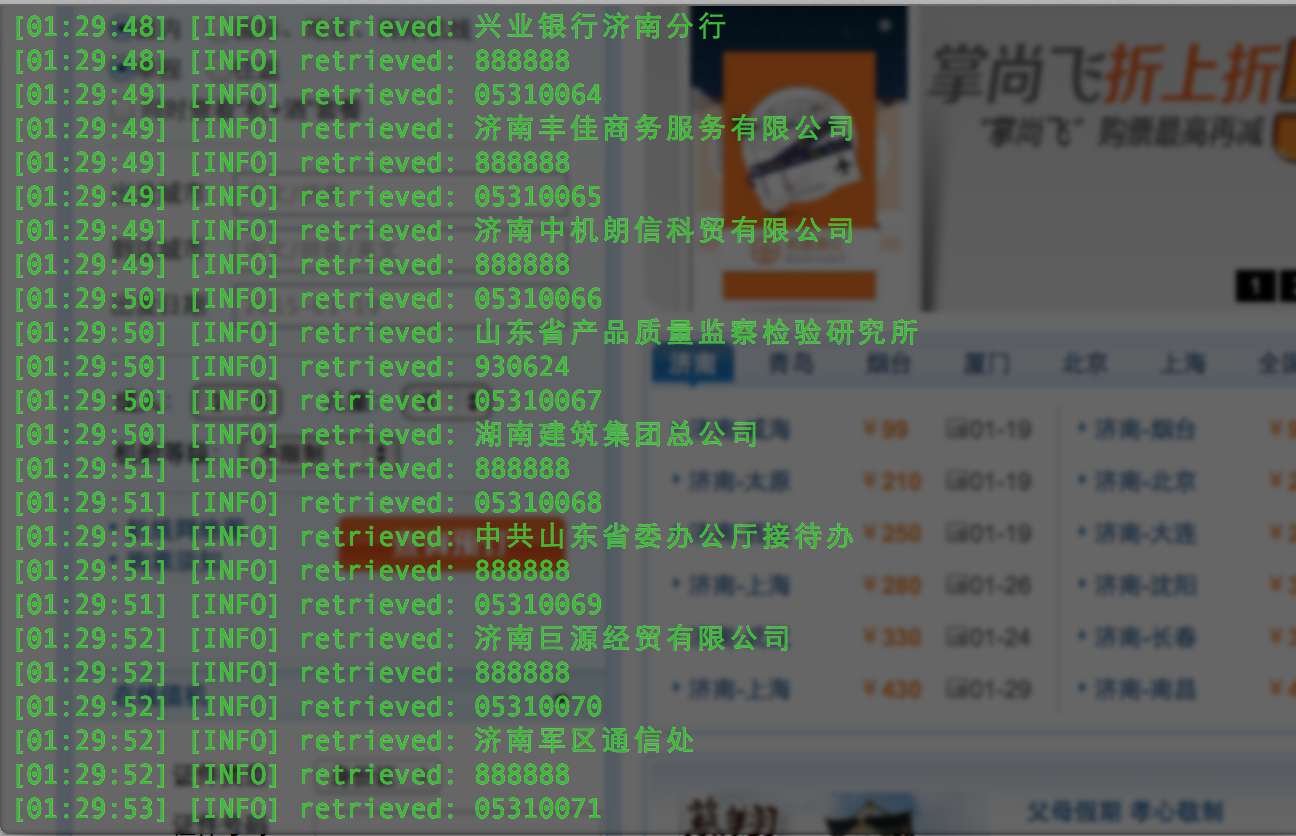 [01:29:48] [INFO] retrieved: 兴业银行济南分行
[01:29:48] [INFO] retrieved: 888888
[01:29:49] [INFO] retrieved: 05310064
[01:29:49] [INFO] retrieved: 济南丰佳商务服务有限公司
[01:29:49] [INFO] retrieved: 888888
[01:29:49] [INFO] retrieved: 05310065
[01:29:49] [INFO] retrieved: 济南中机朗信科贸有限公司
[01:29:49] [INFO] retrieved: 888888
[01:29:50] [INFO] retrieved: 05310066
[01:29:50] [INFO] retrieved: 山东省产品质量监察检验研究所
[01:29:50] [INFO] retrieved: 930624
[01:29:50] [INFO] retrieved: 05310067
[01:29:50] [INFO] retrieved: 湖南建筑集团总公司
[01:29:51] [INFO] retrieved: 888888
[01:29:51] [INFO] retrieved: 05310068
[01:29:51] [INFO] retrieved: 中共山东省委办公厅接待办
[01:29:51] [INFO] retrieved: 888888
[01:29:51] [INFO] retrieved: 05310069
[01:29:52] [INFO] retrieved: 济南巨源经贸有限公司
[01:29:52] [INFO] retrieved: 888888
[01:29:52] [INFO] retrieved: 05310070
[01:29:52] [INFO] retrieved: 济南军区通信处
[01:29:52] [INFO] retrieved: 888888
[01:29:53] [INFO] retrieved: 05310071
掌尚飞折上折
“掌尚飞” 购票最高再减
1
济南 青岛 烟台 厦门 北京 上海
¥99 01-19 济南-烟台
济南-太原 ¥210 01-19 济南-北京
¥250 01-19 济南-大连
济南-上海 ¥280 01-26 济南-沈阳
¥330 01-24 济南-长春
济南-上海 ¥430 01-29 济南-南昌
父母假期 孝心敬制